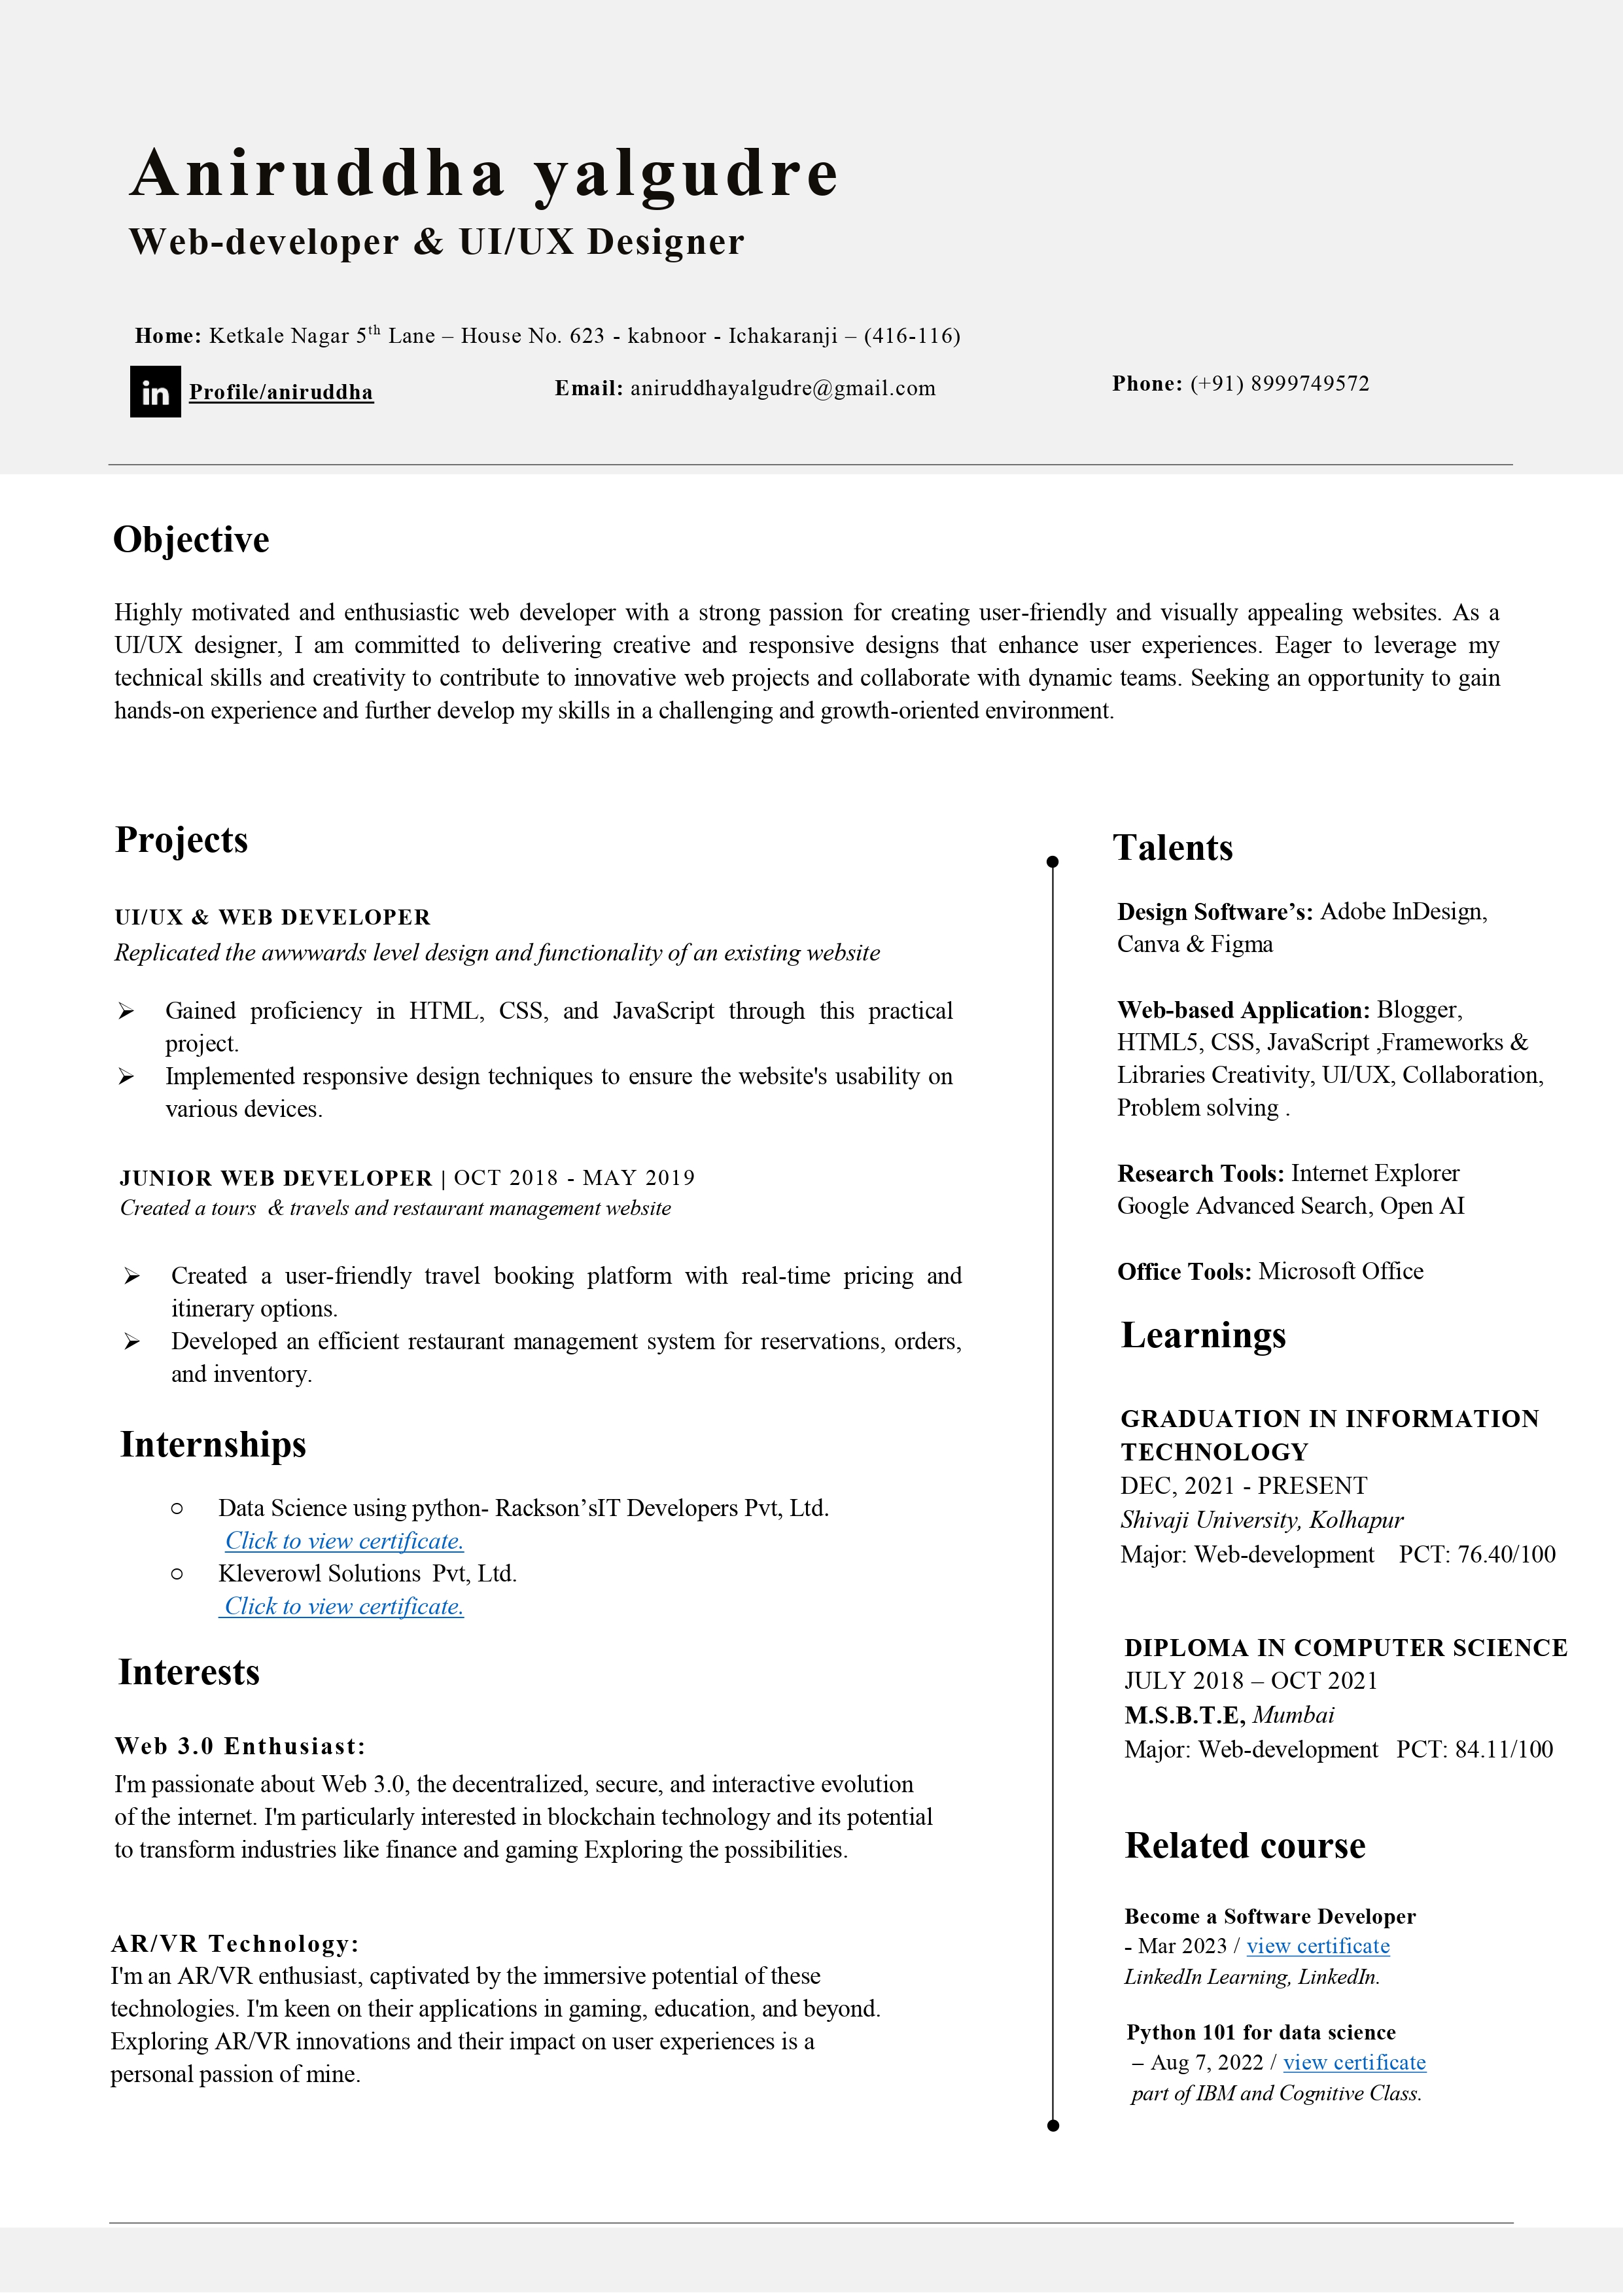 Aniruddha yalgudre
Web-developer & UI/UX Designer
Home: Ketkale Nagar 5th Lane – House No. 623 - kabnoor - Ichakaranji – (416-116)
in Profile/aniruddha
Email: aniruddhayalgudre@gmail.com
Phone: (+91) 8999749572
Objective
Highly motivated and enthusiastic web developer with a strong passion for creating user-friendly and visually appealing websites. As a
UI/UX designer, I am committed to delivering creative and responsive designs that enhance user experiences. Eager to leverage my
technical skills and creativity to contribute to innovative web projects and collaborate with dynamic teams. Seeking an opportunity to gain
hands-on experience and further develop my skills in a challenging and growth-oriented environment.
Projects
UI/UX & WEB DEVELOPER
Replicated the awwwards level design and functionality of an existing website
➢ Gained proficiency in HTML, CSS, and JavaScript through this practical
project.
➢ Implemented responsive design techniques to ensure the website's usability on
various devices.
JUNIOR WEB DEVELOPER | OCT 2018 - MAY 2019
Created a tours & travels and restaurant management website
➢ Created a user-friendly travel booking platform with real-time pricing and
itinerary options.
➢ Developed an efficient restaurant management system for reservations, orders,
and inventory.
Internships
○ Data Science using python- Rackson’sIT Developers Pvt, Ltd.
Click to view certificate.
○ Kleverowl Solutions Pvt, Ltd.
Click to view certificate.
Interests
Web 3.0 Enthusiast:
I'm passionate about Web 3.0, the decentralized, secure, and interactive evolution
of the internet. I'm particularly interested in blockchain technology and its potential
to transform industries like finance and gaming Exploring the possibilities.
AR/VR Technology:
I'm an AR/VR enthusiast, captivated by the immersive potential of these
technologies. I'm keen on their applications in gaming, education, and beyond.
Exploring AR/VR innovations and their impact on user experiences is a
personal passion of mine.
Talents
Design Software’s: Adobe InDesign,
Canva & Figma
Web-based Application: Blogger,
HTML5, CSS, JavaScript ,Frameworks &
Libraries Creativity, UI/UX, Collaboration,
Problem solving .
Research Tools: Internet Explorer
Google Advanced Search, Open AI
Office Tools: Microsoft Office
Learnings
GRADUATION IN INFORMATION
TECHNOLOGY
DEC, 2021 - PRESENT
Shivaji University, Kolhapur
Major: Web-development PCT: 76.40/100
DIPLOMA IN COMPUTER SCIENCE
JULY 2018 – OCT 2021
M.S.B.T.E, Mumbai
Major: Web-development PCT: 84.11/100
Related course
Become a Software Developer
- Mar 2023 / view certificate
LinkedIn Learning, LinkedIn.
Python 101 for data science
– Aug 7, 2022 / view certificate
part of IBM and Cognitive Class.